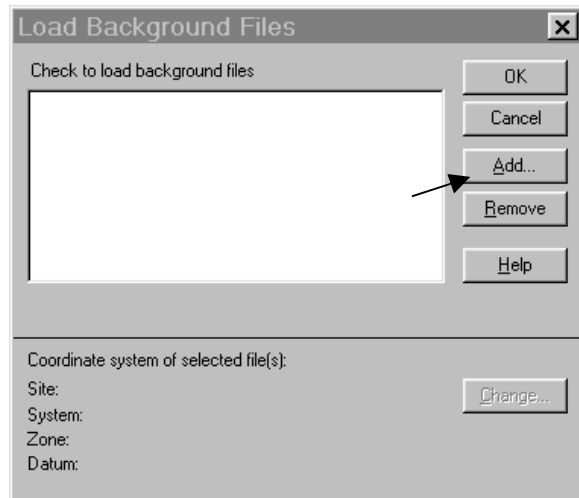 Load Background Files
Check to load background files
OK
Cancel
Add...
Remove
Help
Coordinate system of selected file(s):
Site:
System:
Zone:
Datum:
Change...